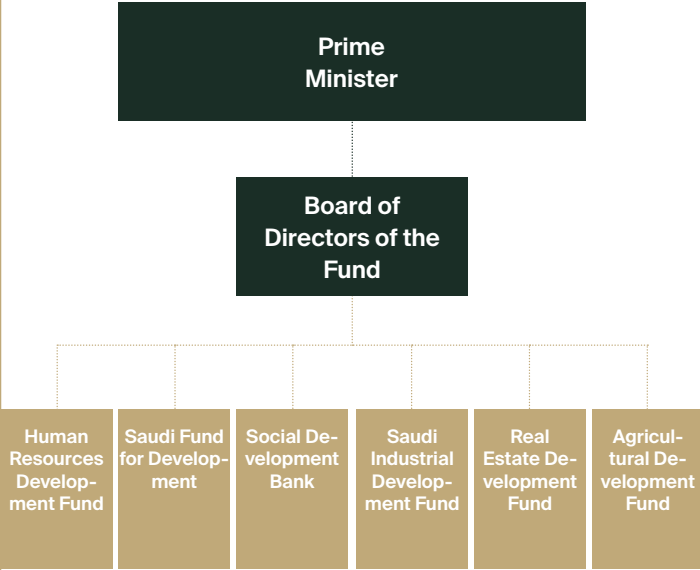 Prime
Minister
Board of
Directors of the
Fund
Human
Resources
Develop-
ment Fund
Saudi Fund
for Develop-
ment
Social De-
velopment
Bank
Saudi
Industrial
Develop-
ment Fund
Real
Estate De-
velopment
Fund
Agricul-
tural De-
velopment
Fund